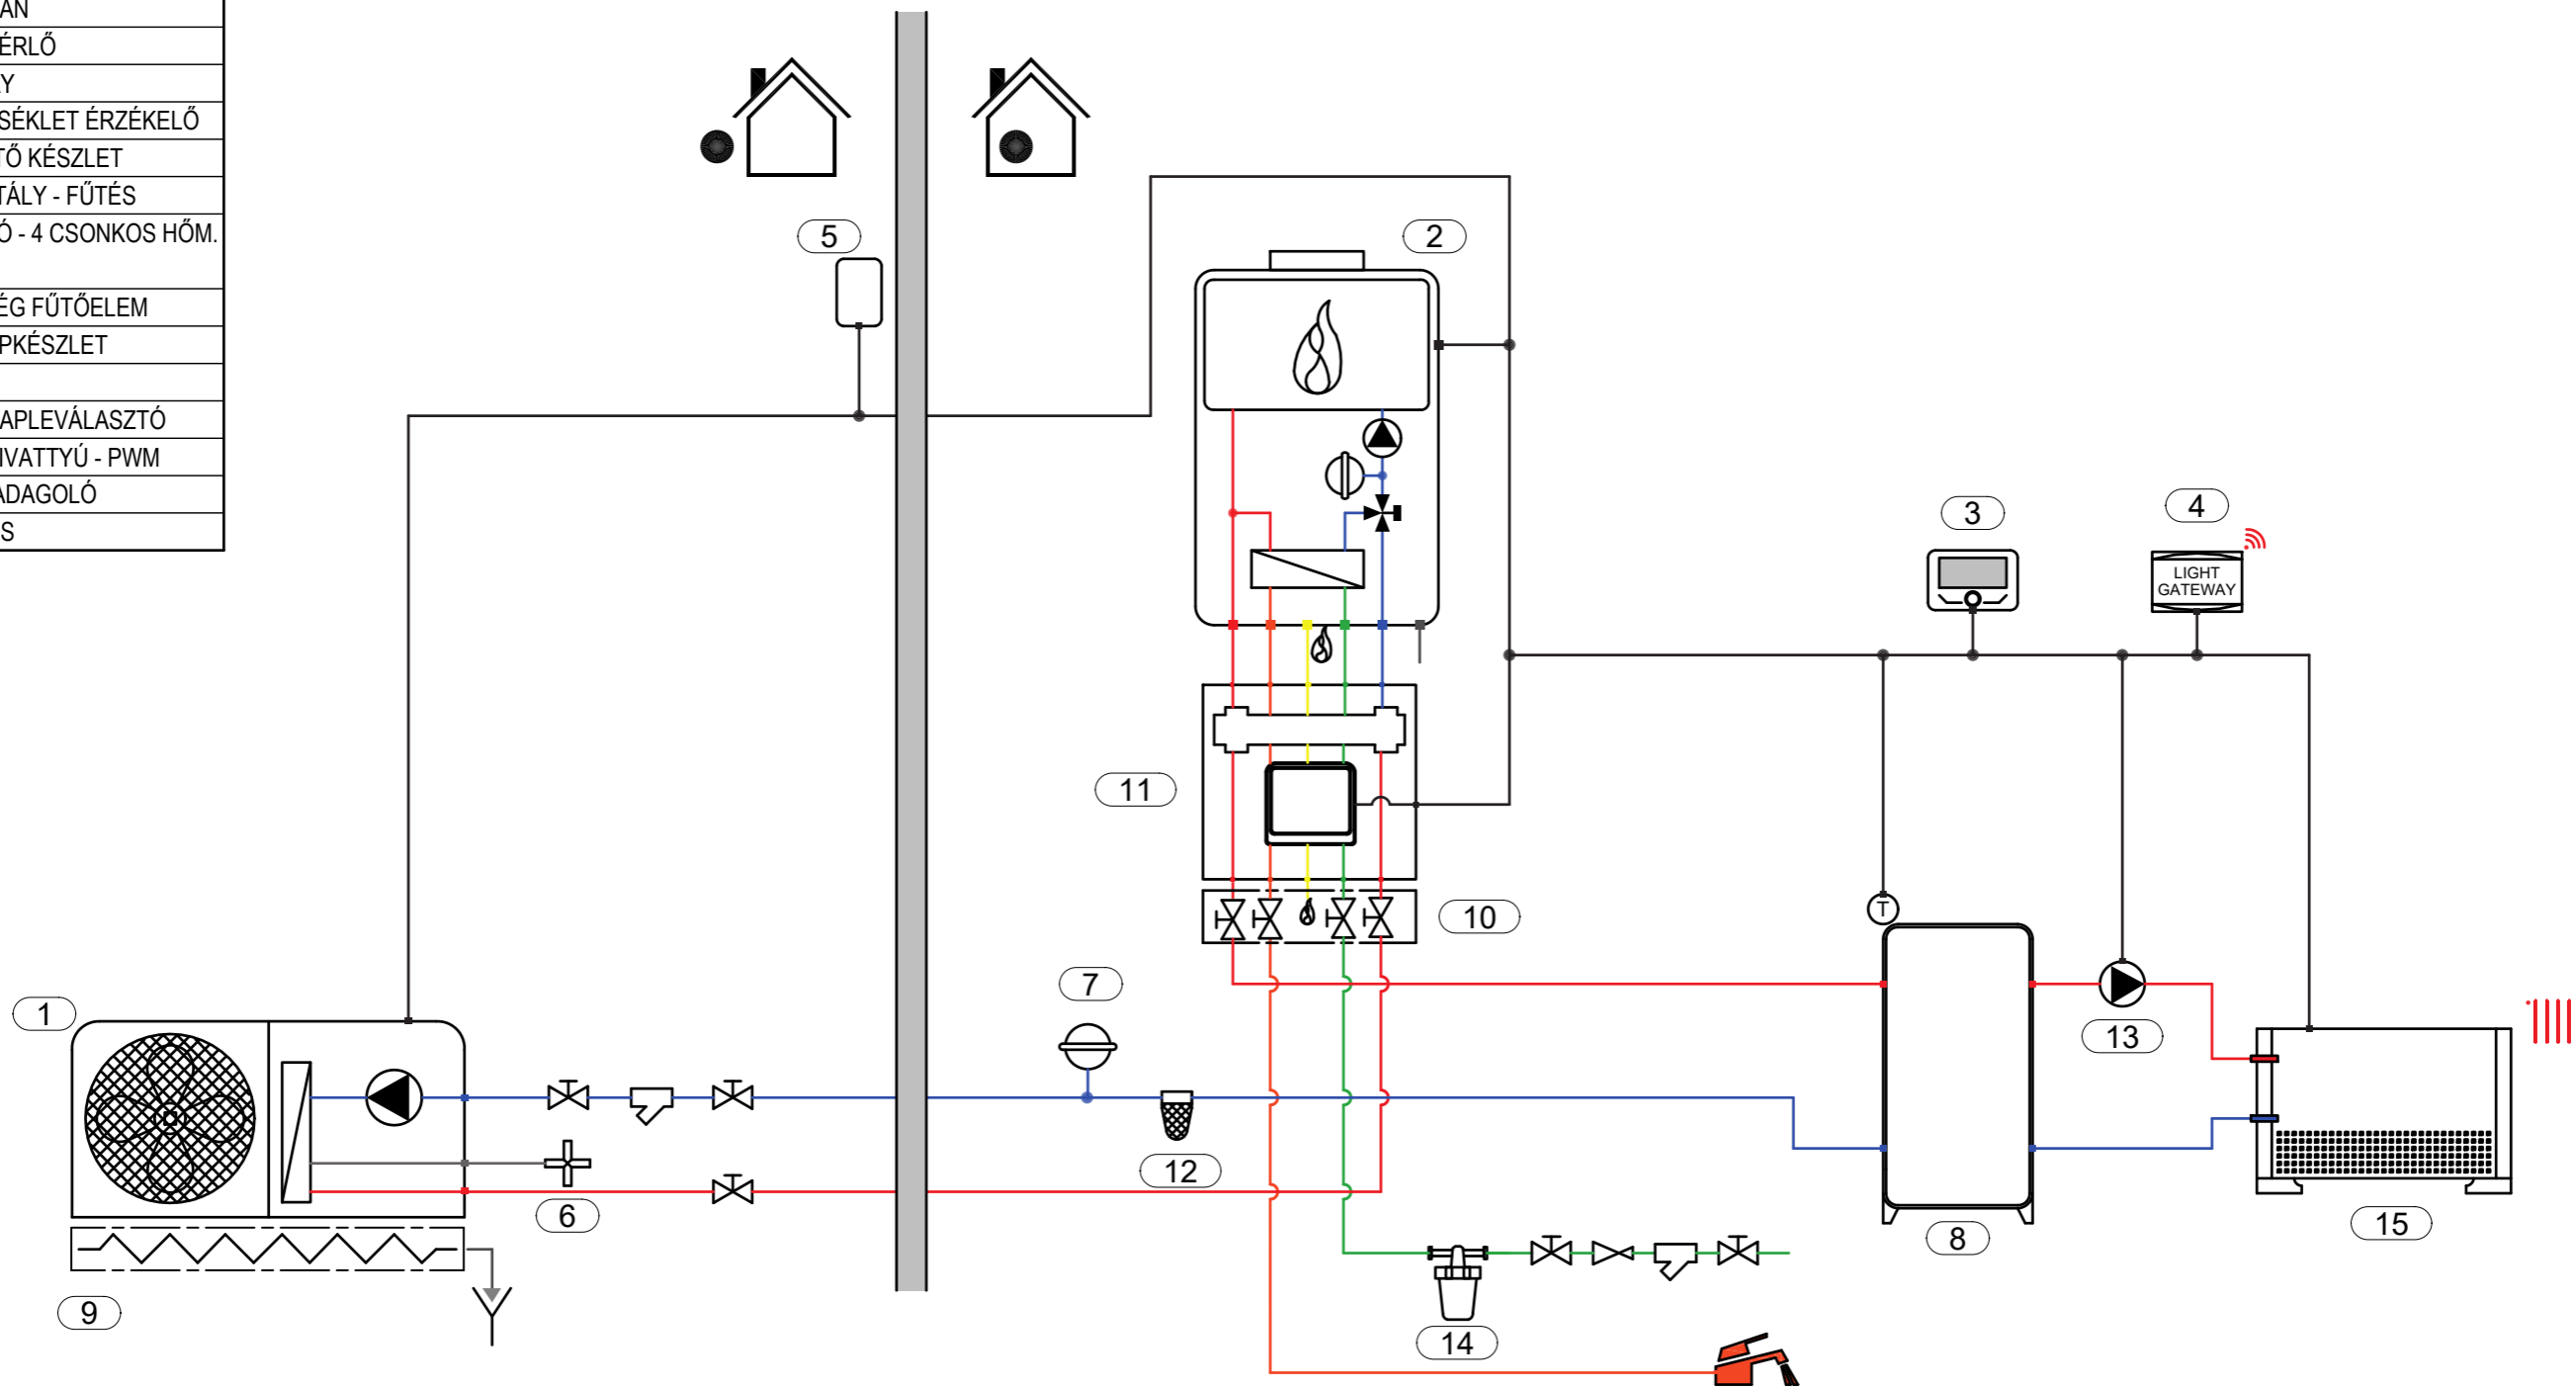 ÁN
ÉRLŐ
Y
SÉKLET ÉRZÉKELŐ
TŐ KÉSZLET
TÁLY - FŰTÉS
Ó - 4 CSONKOS HŐM.
ÉG FŰTŐELEM
PKÉSZLET
APLEVÁLASZTÓ
IVATTYÚ - PWM
ADAGOLÓ
S
5
2
3
4
LIGHT
GATEWAY
11
T
10
7
1
13
12
6
8
15
9
14